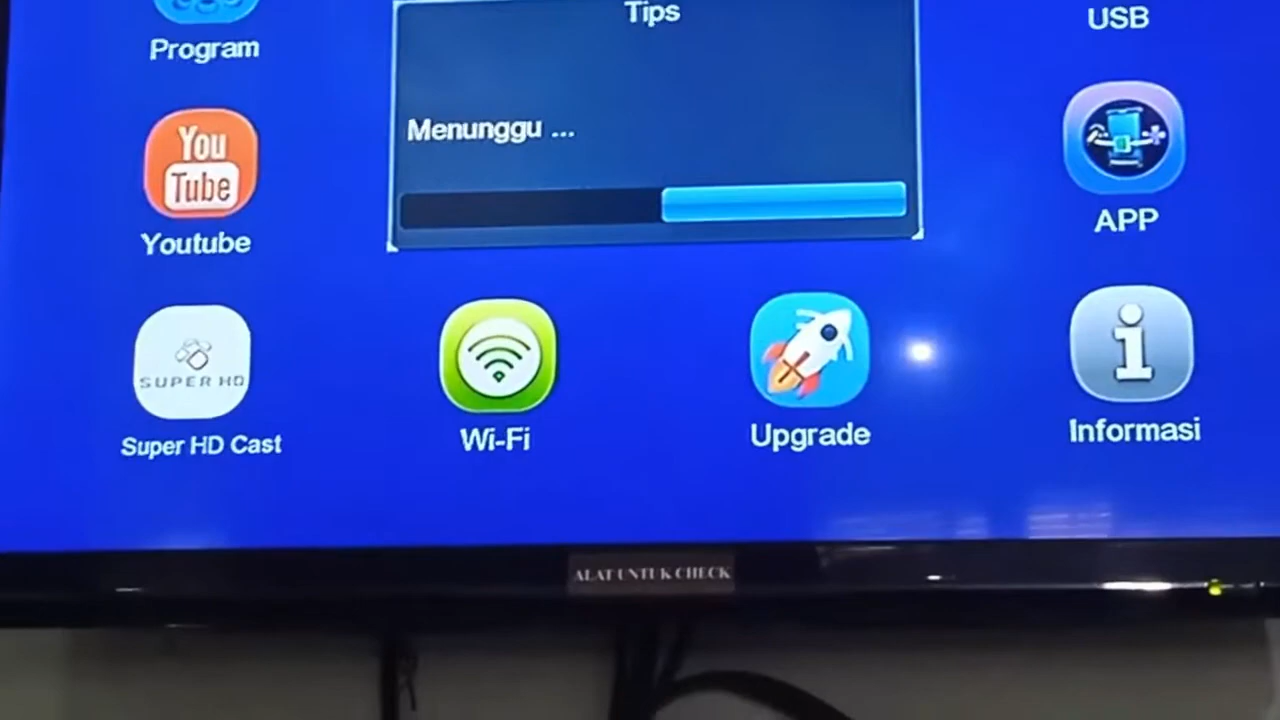 Tips
USB
Program
Menunggu ...
You
Tube
Youtube
APP
SUPER HD
Super HD Cast
Wi-Fi
Upgrade
Informasi
ALAT UNTUK CHECK